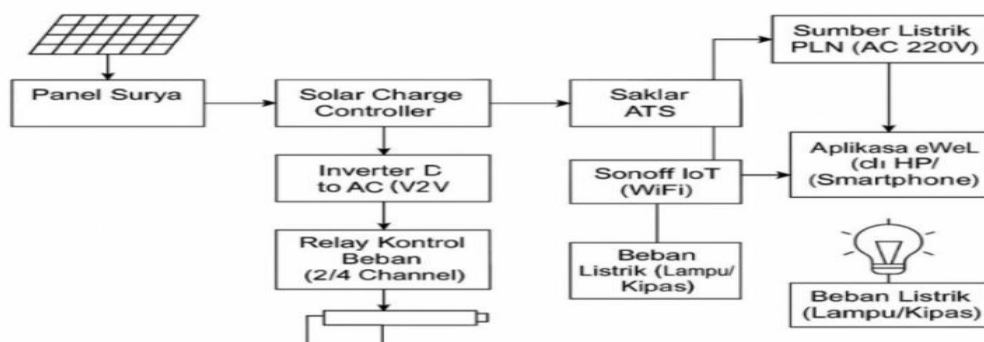 Panel Surya
Solar Charge
Controller
Saklar
ATS
Sumber Listrik
PLN (AC 220V)
Inverter D
to AC (V2V
Sonoff IoT
(WiFi)
Aplikasa eWeL
(clı HP/
(Smartphone)
Relay Kontrol
Beban
(2/4 Channel)
Beban
Listrik (Lampu/
Kipas)
Beban Listrik
(Lampu/Kipas)